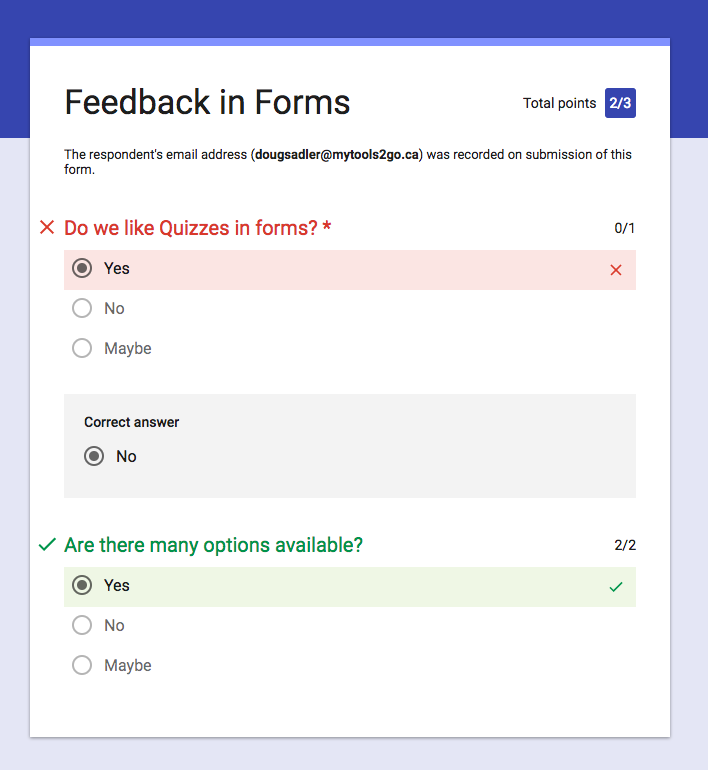 Feedback in Forms
Total points 2/3
The respondent's email address (dougsadler@mytools2go.ca) was recorded on submission of this
form.
Do we like Quizzes in forms? *
0/1
Yes
No
Maybe
Correct answer
No
Are there many options available?
2/2
Yes
No
Maybe